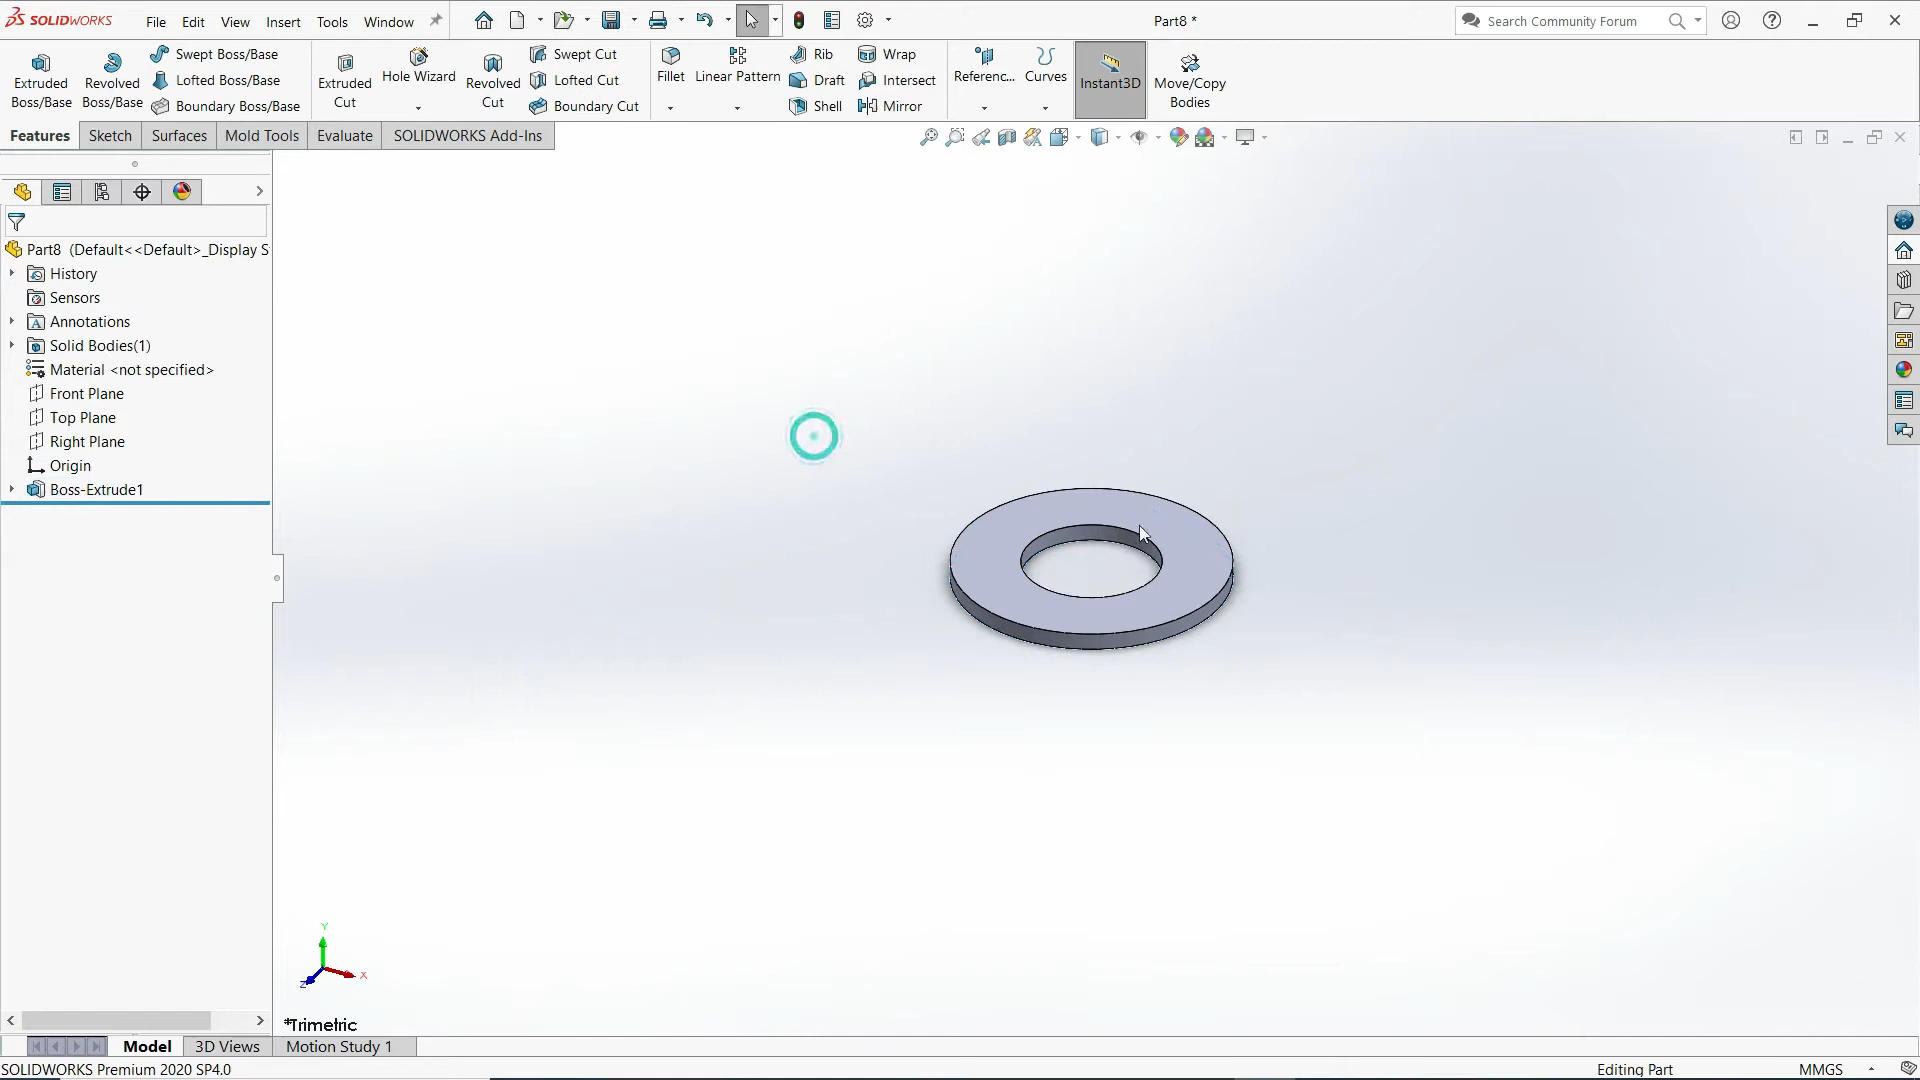 SOLIDWORKS File Edit View Insert Tools Window Part8 * Search Community Forum
Extruded Boss/Base
Revolved Boss/Base
Swept Boss/Base
Lofted Boss/Base
Boundary Boss/Base
Extruded Cut
Hole Wizard
Revolved Cut
Swept Cut
Lofted Cut
Boundary Cut
Fillet
Linear Pattern
Rib
Draft
Shell
Wrap
Intersect
Mirror
Referenc...
Curves
Instant3D
Move/Copy Bodies
Features Sketch Surfaces Mold Tools Evaluate SOLIDWORKS Add-Ins
Part8 (Default<<Default>_Display S
History
Sensors
Annotations
Solid Bodies(1)
Material <not specified>
Front Plane
Top Plane
Right Plane
Origin
Boss-Extrude1
Y
X
Z
*Trimetric
Model 3D Views Motion Study 1
SOLIDWORKS Premium 2020 SP4.0 Editing Part MMGS